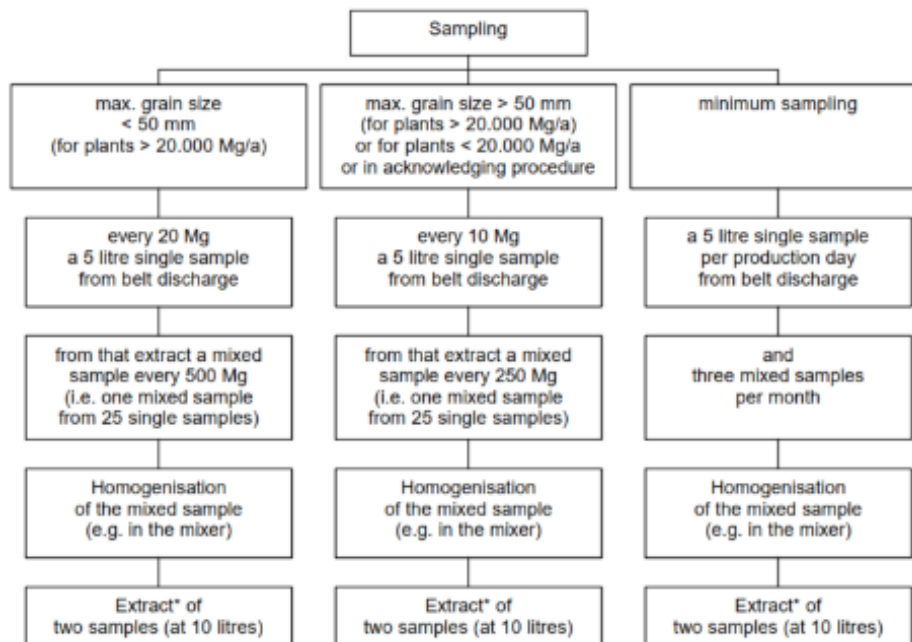 Sampling
max. grain size
< 50 mm
(for plants > 20.000 Mg/a)
max. grain size > 50 mm
(for plants > 20.000 Mg/a)
or for plants < 20.000 Mg/a
or in acknowledging procedure
minimum sampling
every 20 Mg
a 5 litre single sample
from belt discharge
every 10 Mg
a 5 litre single sample
from belt discharge
a 5 litre single sample
per production day
from belt discharge
from that extract a mixed
sample every 500 Mg
(i.e. one mixed sample
from 25 single samples)
from that extract a mixed
sample every 250 Mg
(i.e. one mixed sample
from 25 single samples)
and
three mixed samples
per month
Homogenisation
of the mixed sample
(e.g. in the mixer)
Homogenisation
of the mixed sample
(e.g. in the mixer)
Homogenisation
of the mixed sample
(e.g. in the mixer)
Extract* of
two samples (at 10 litres)
Extract* of
two samples (at 10 litres)
Extract* of
two samples (at 10 litres)